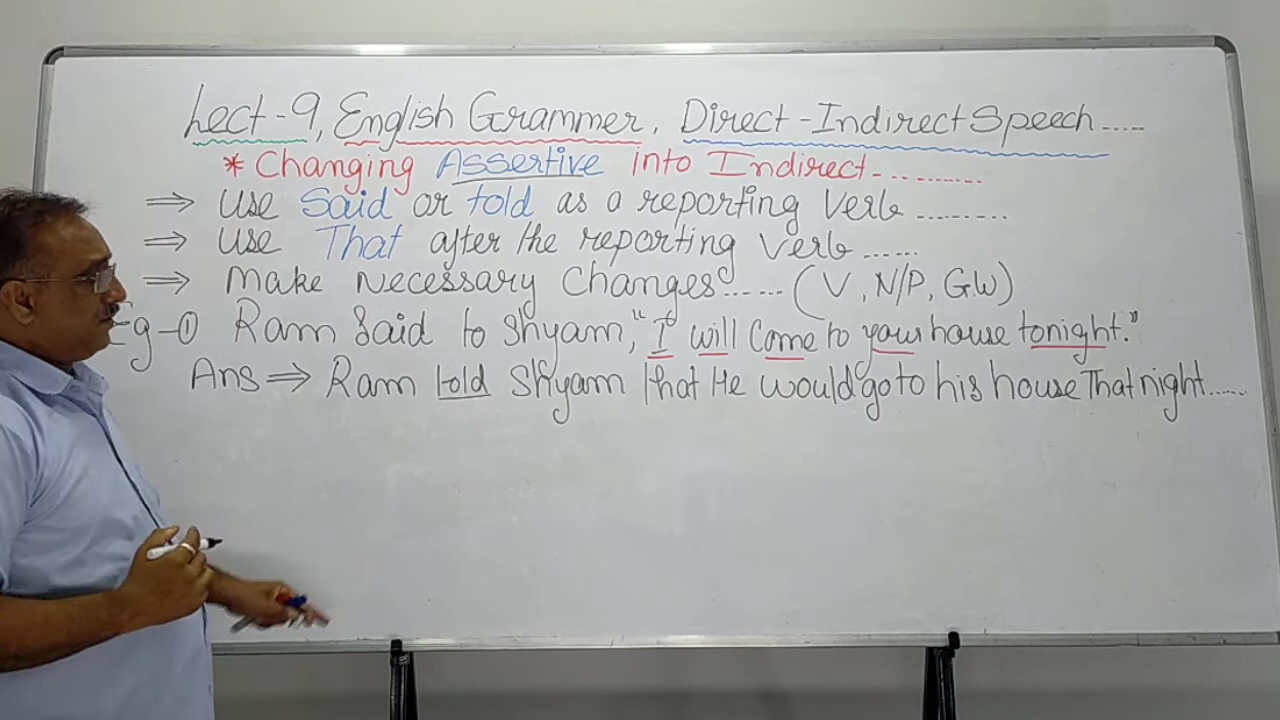 Lect-9, English Grammer, Direct-Indirect Speech.....
* Changing Assertive into Indirect...........
⇒ Use Said or told as a reporting Verb.........
⇒ Use That after the reporting Verb......
⇒ Make Necessary Changes......(V, N/P, G.W)
Eg-① Ram Said to Shyam, "I will Come to your house tonight."
Ans ⇒ Ram told Shyam that He would go to his house That night......